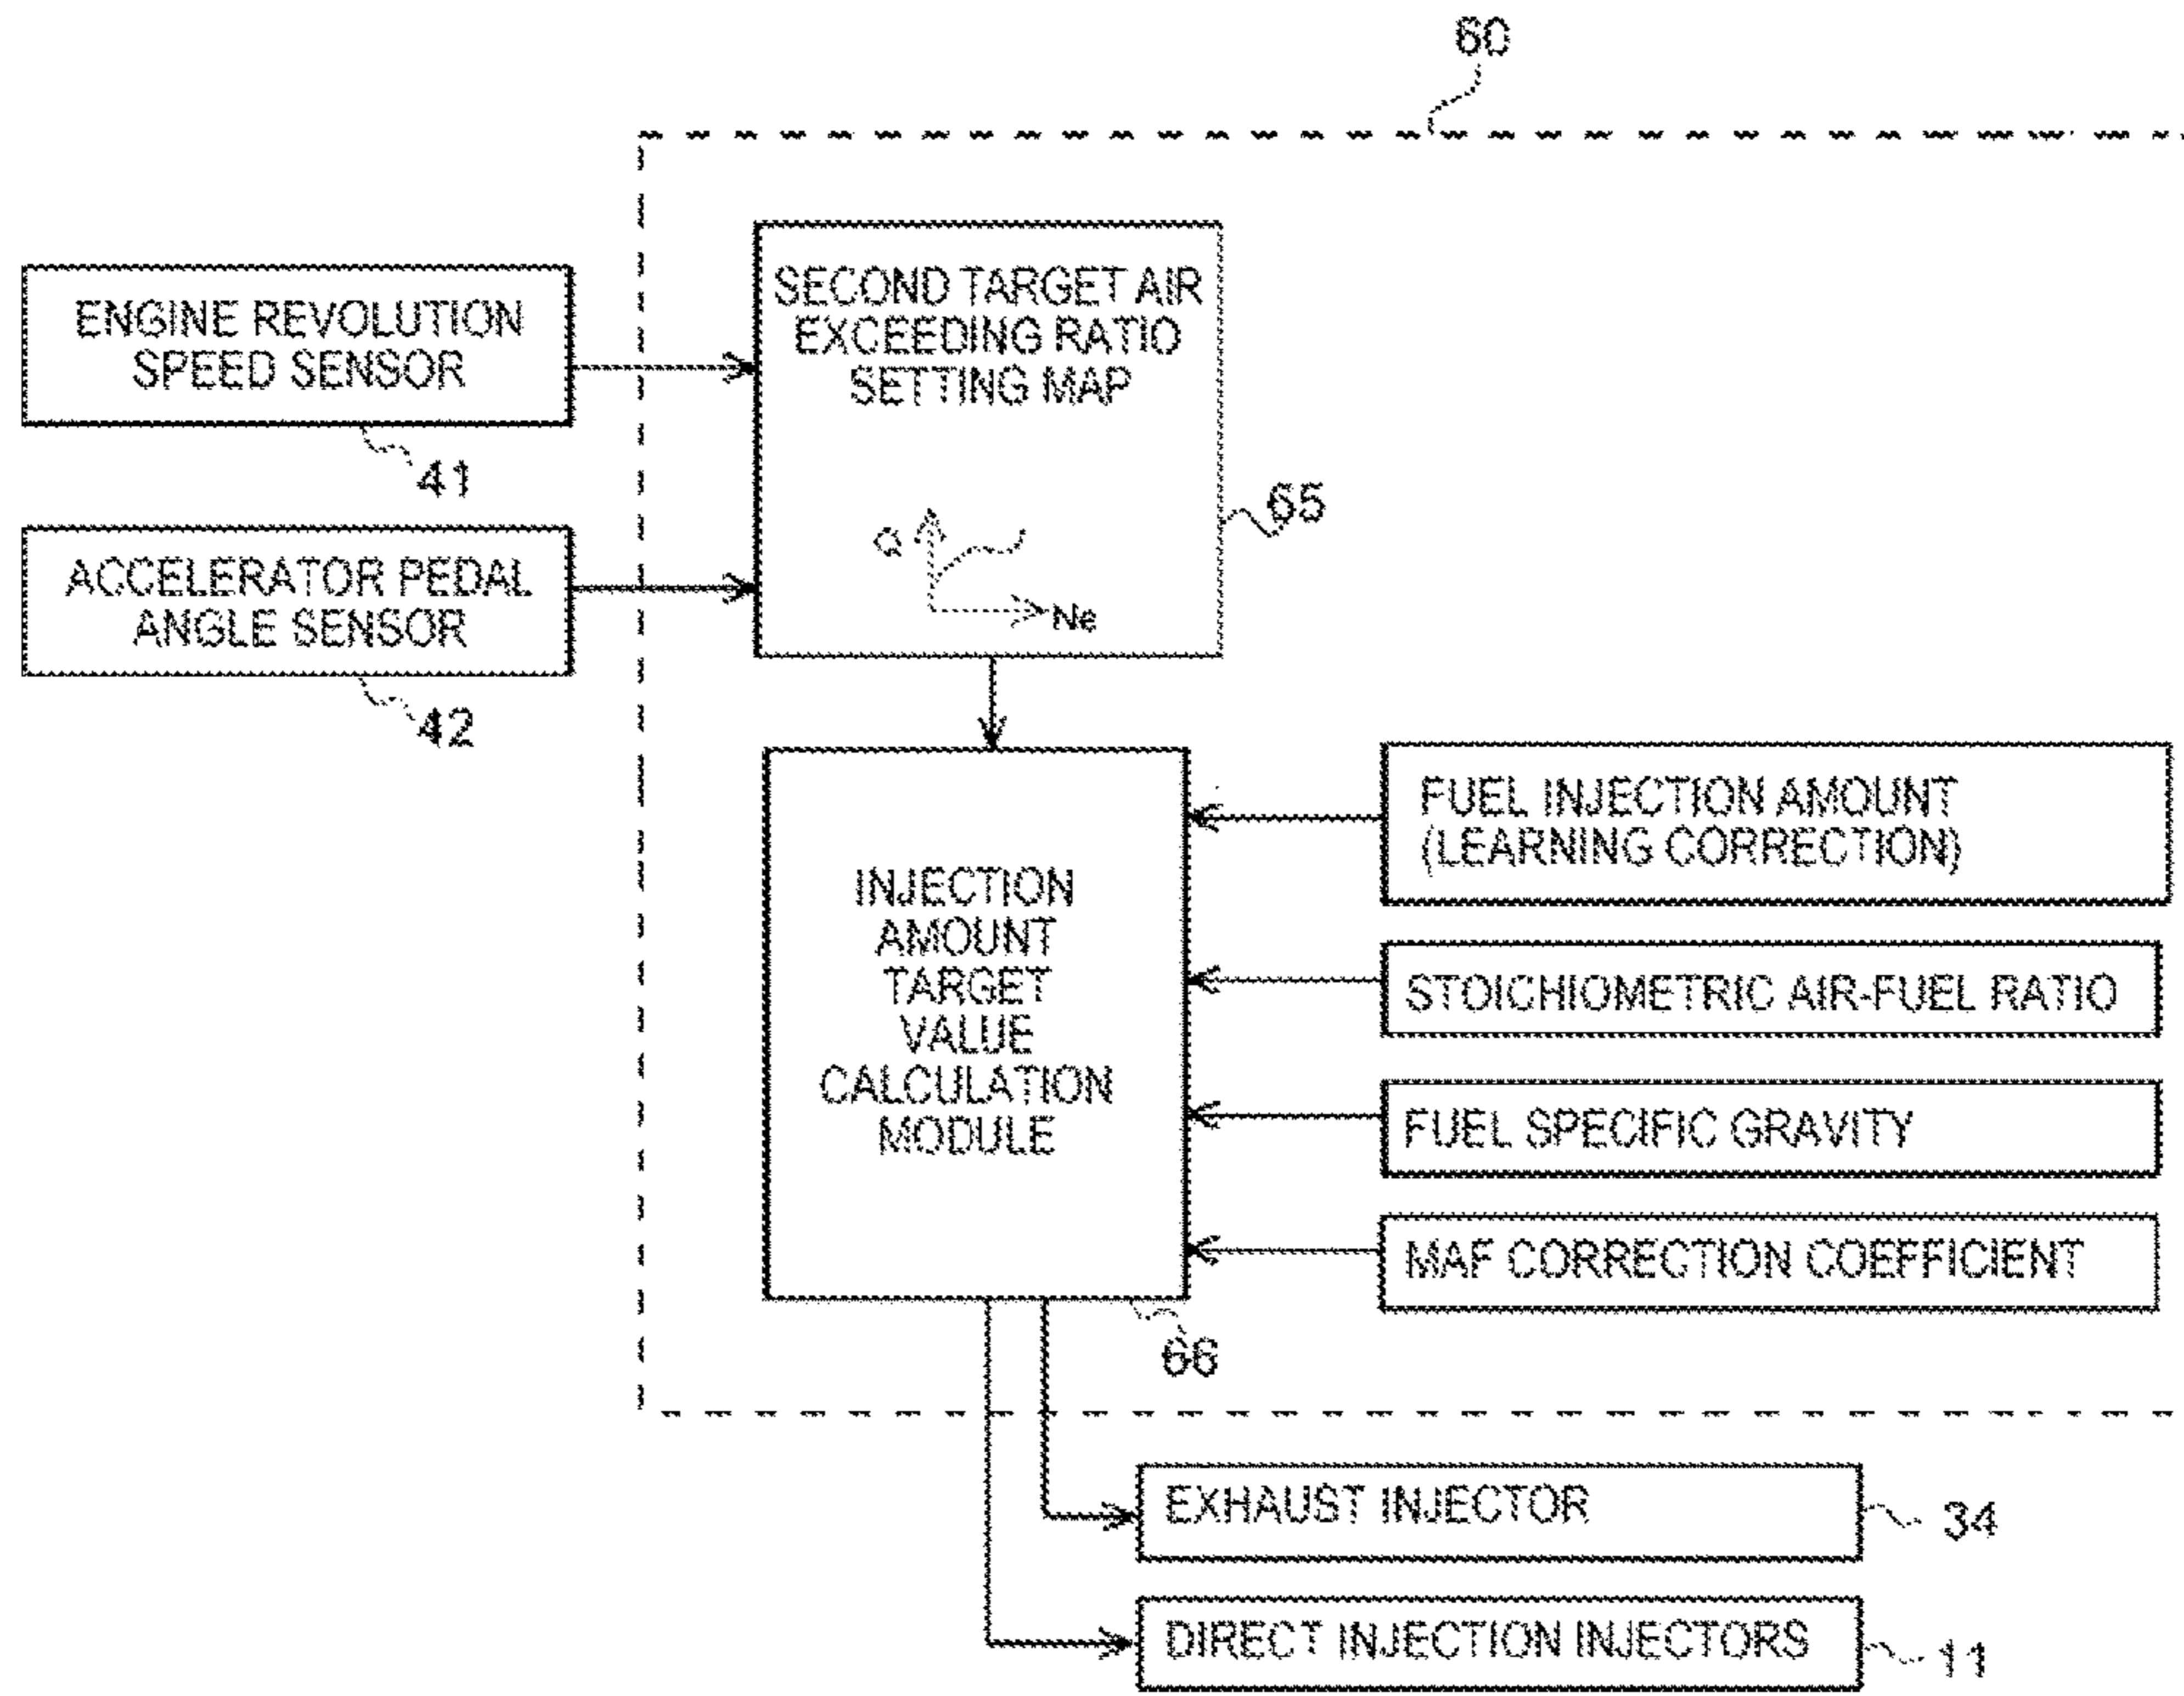 60
ENGINE REVOLUTION
SPEED SENSOR
41
ACCELERATOR PEDAL
ANGLE SENSOR
42
SECOND TARGET AIR
EXCEEDING RATIO
SETTING MAP
Q
Ne
65
INJECTION
AMOUNT
TARGET
VALUE
CALCULATION
MODULE
66
FUEL INJECTION AMOUNT
(LEARNING CORRECTION)
STOICHIOMETRIC AIR-FUEL RATIO
FUEL SPECIFIC GRAVITY
MAF CORRECTION COEFFICIENT
EXHAUST INJECTOR
34
DIRECT INJECTION INJECTORS
11